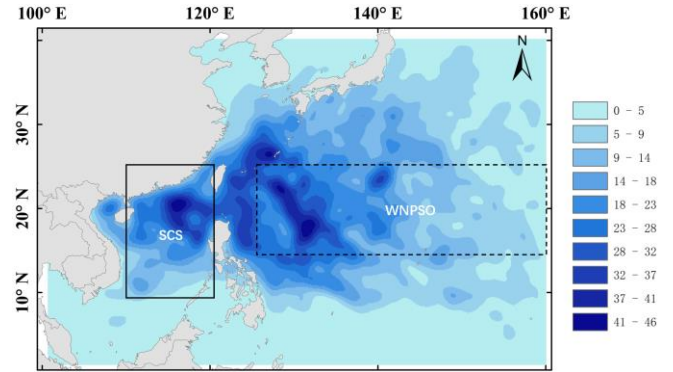 100° E 120° E 140° E 160° E
N
30° N
20° N
10° N
SCS
WNPSO
0 - 5
5 - 9
9 - 14
14 - 18
18 - 23
23 - 28
28 - 32
32 - 37
37 - 41
41 - 46